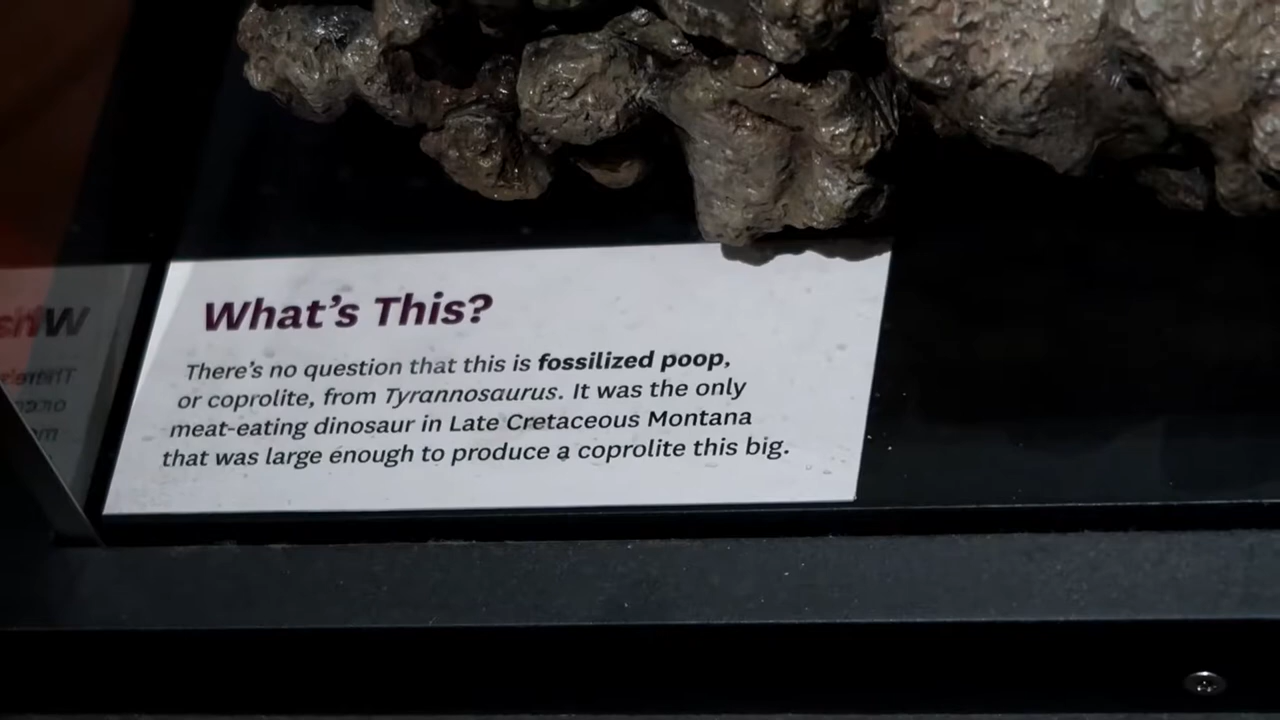 What's This?
There's no question that this is fossilized poop,
or coprolite, from Tyrannosaurus. It was the only
meat-eating dinosaur in Late Cretaceous Montana
that was large enough to produce a coprolite this big.